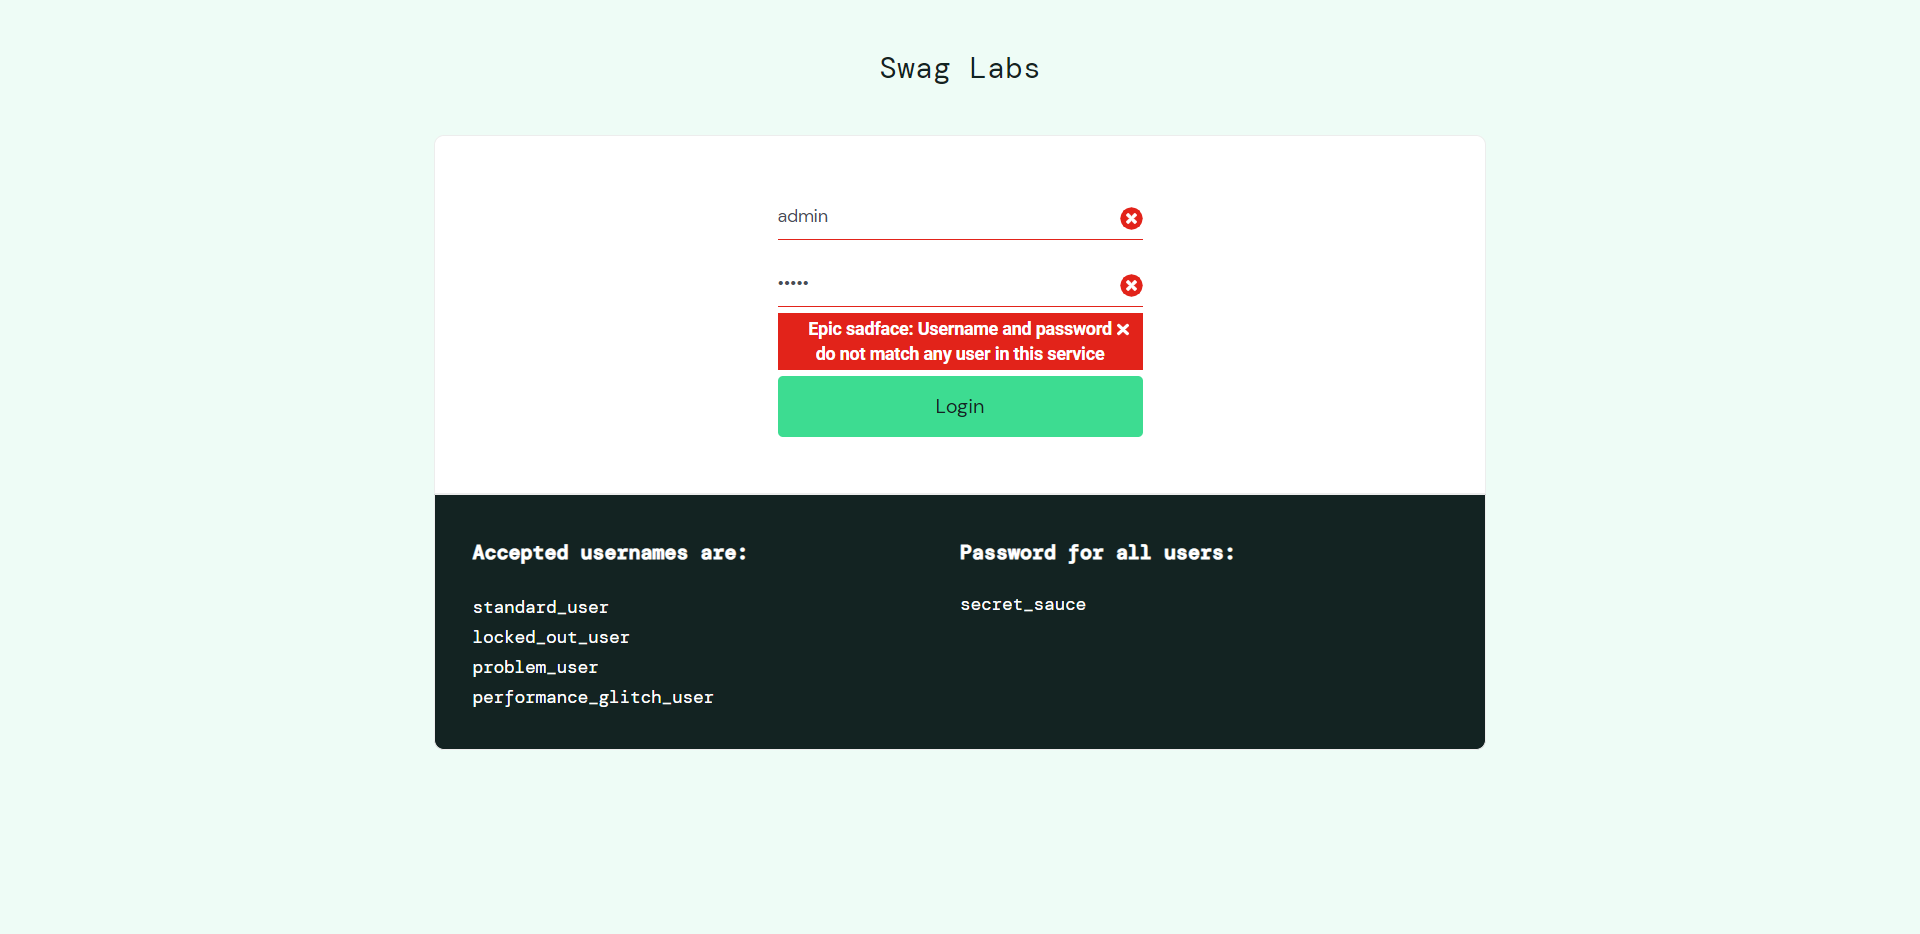 Swag Labs
admin
•••••
Epic sadface: Username and password
do not match any user in this service
Login
Accepted usernames are:
standard_user
locked_out_user
problem_user
performance_glitch_user
Password for all users:
secret_sauce